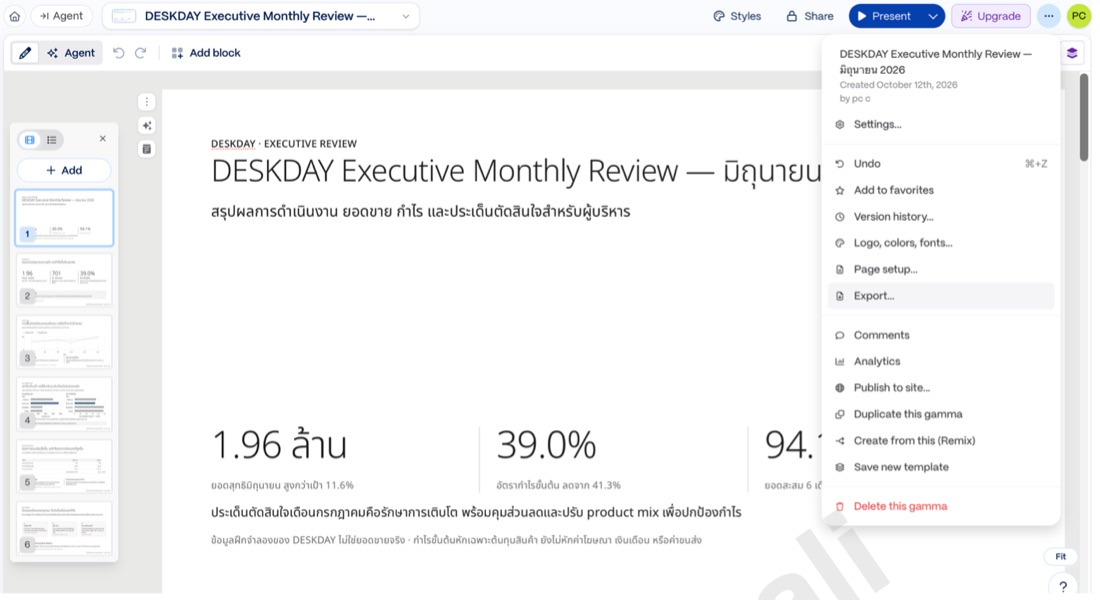 Agent
DESKDAY Executive Monthly Review —...
Styles
Share
Present
Upgrade
PC
Agent
Add block
DESKDAY Executive Monthly Review —
มิถุนายน 2026
Created October 12th, 2026
by pc c
Settings...
Undo ⌘+Z
Add to favorites
Version history...
Logo, colors, fonts...
Page setup...
Export...
Comments
Analytics
Publish to site...
Duplicate this gamma
Create from this (Remix)
Save new template
Delete this gamma
+ Add
1
2
1.96 701 39.0%
3
4
5
6
DESKDAY · EXECUTIVE REVIEW
DESKDAY Executive Monthly Review — มิถุนายน
สรุปผลการดำเนินงาน ยอดขาย กำไร และประเด็นตัดสินใจสำหรับผู้บริหาร
1.96 ล้าน
ยอดสุทธิมิถุนายน สูงกว่าเป้า 11.6%
39.0%
อัตรากำไรขั้นต้น ลดจาก 41.3%
94.
ยอดสะสม 6
ประเด็นตัดสินใจเดือนกรกฎาคมคือรักษาการเติบโต พร้อมคุมส่วนลดและปรับ product mix เพื่อปกป้องกำไร
ข้อมูลฝึกจำลองของ DESKDAY ไม่ใช่ยอดขายจริง · กำไรขั้นต้นหักเฉพาะต้นทุนสินค้า ยังไม่หักค่าโฆษณา เงินเดือน หรือค่าขนส่ง
ali
Fit
?